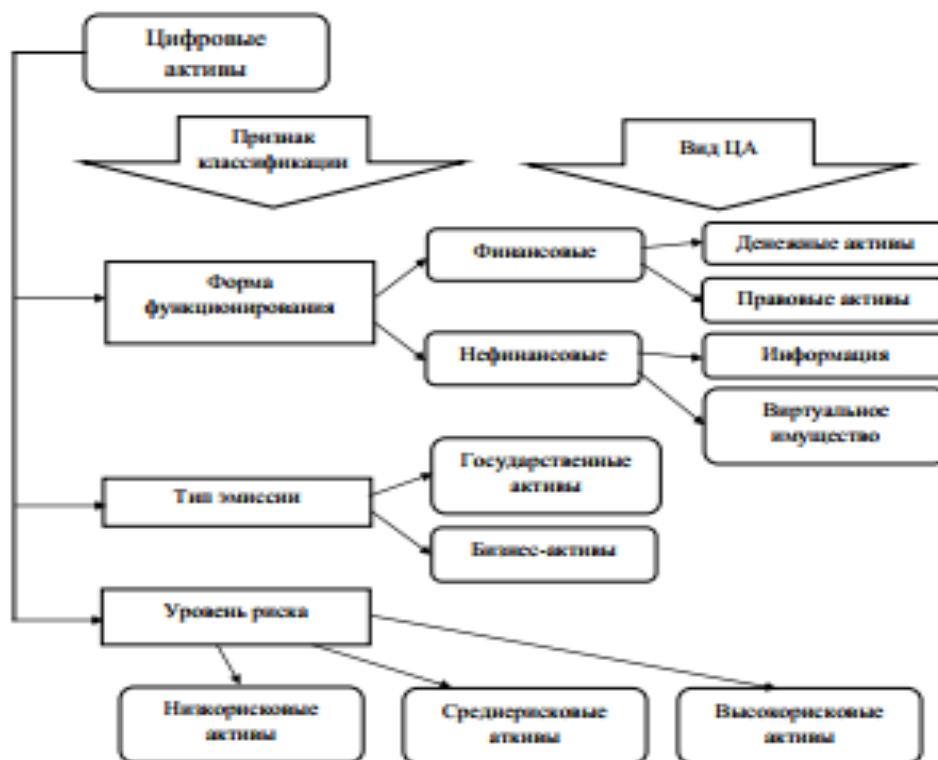 Цифровые
активы
Признак
классификации
Вид ЦА
Форма
функционирования
Финансовые
Денежные активы
Правовые активы
Нефинансовые
Информация
Виртуальное
имущество
Тип эмиссии
Государственные
активы
Бизнес-активы
Уровень риска
Низкорисковые
активы
Среднерисковые
аткивы
Высокорисковые
активы